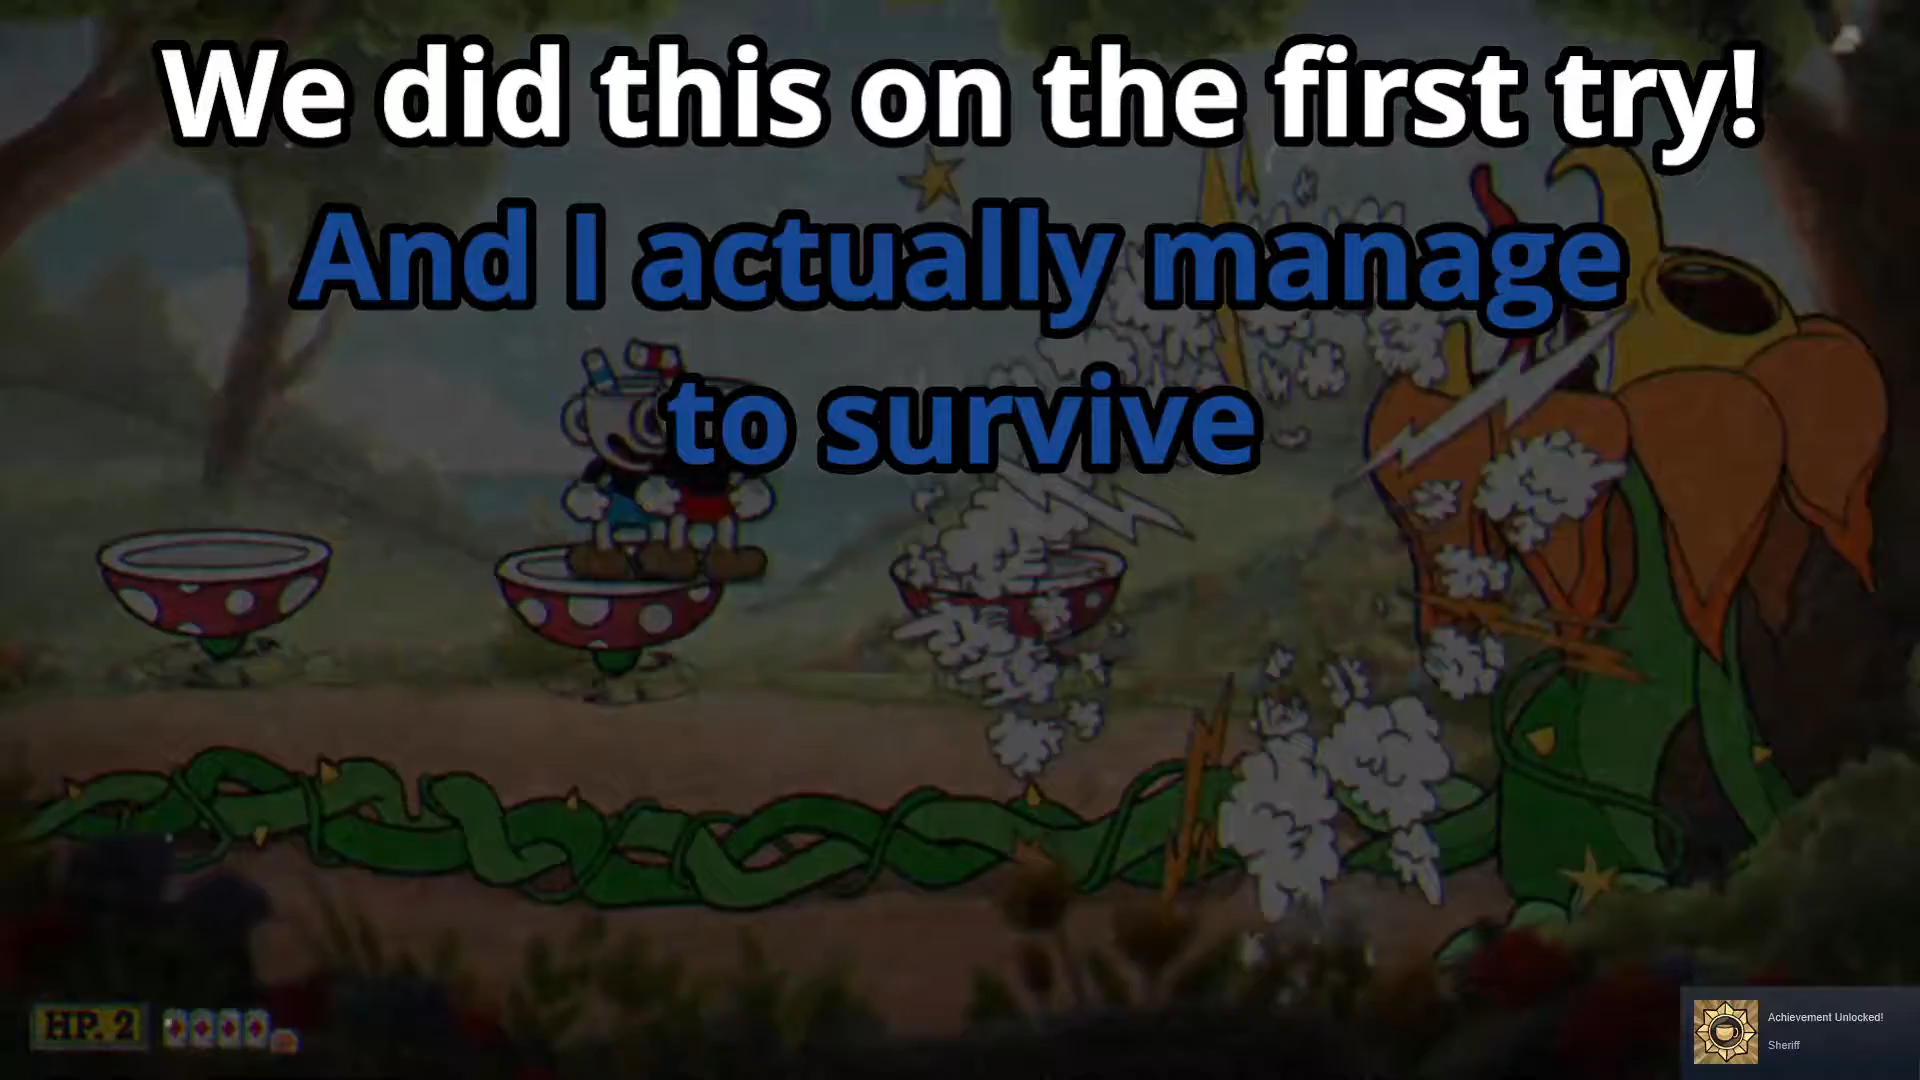 We did this on the first try!
And I actually manage
to survive
HP. 2
Achievement Unlocked!
Sheriff